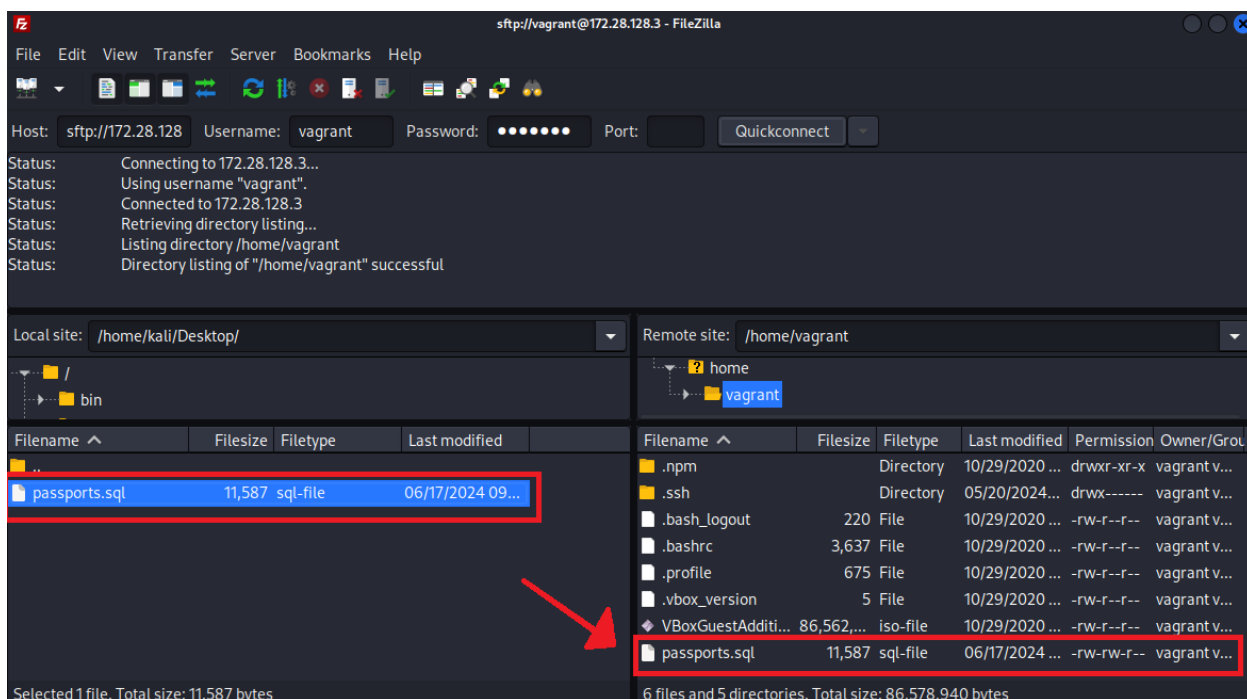 sftp://vagrant@172.28.128.3 - FileZilla
File Edit View Transfer Server Bookmarks Help
Host: sftp://172.28.128 Username: vagrant Password: ●●●●●●● Port: Quickconnect
Status: Connecting to 172.28.128.3...
Status: Using username "vagrant".
Status: Connected to 172.28.128.3
Status: Retrieving directory listing...
Status: Listing directory /home/vagrant
Status: Directory listing of "/home/vagrant" successful
Local site: /home/kali/Desktop/
/
bin
Filename Filesize Filetype Last modified
..
passports.sql 11,587 sql-file 06/17/2024 09...
Selected 1 file. Total size: 11,587 bytes
Remote site: /home/vagrant
? home
vagrant
Filename Filesize Filetype Last modified Permission Owner/Grou
.npm Directory 10/29/2020 ... drwxr-xr-x vagrant v...
.ssh Directory 05/20/2024... drwx------ vagrant v...
.bash_logout 220 File 10/29/2020 ... -rw-r--r-- vagrant v...
.bashrc 3,637 File 10/29/2020 ... -rw-r--r-- vagrant v...
.profile 675 File 10/29/2020 ... -rw-r--r-- vagrant v...
.vbox_version 5 File 10/29/2020 ... -rw-r--r-- vagrant v...
VBoxGuestAdditi... 86,562,... iso-file 10/29/2020 ... -rw-r--r-- vagrant v...
passports.sql 11,587 sql-file 06/17/2024 ... -rw-rw-r-- vagrant v...
6 files and 5 directories. Total size: 86,578,940 bytes